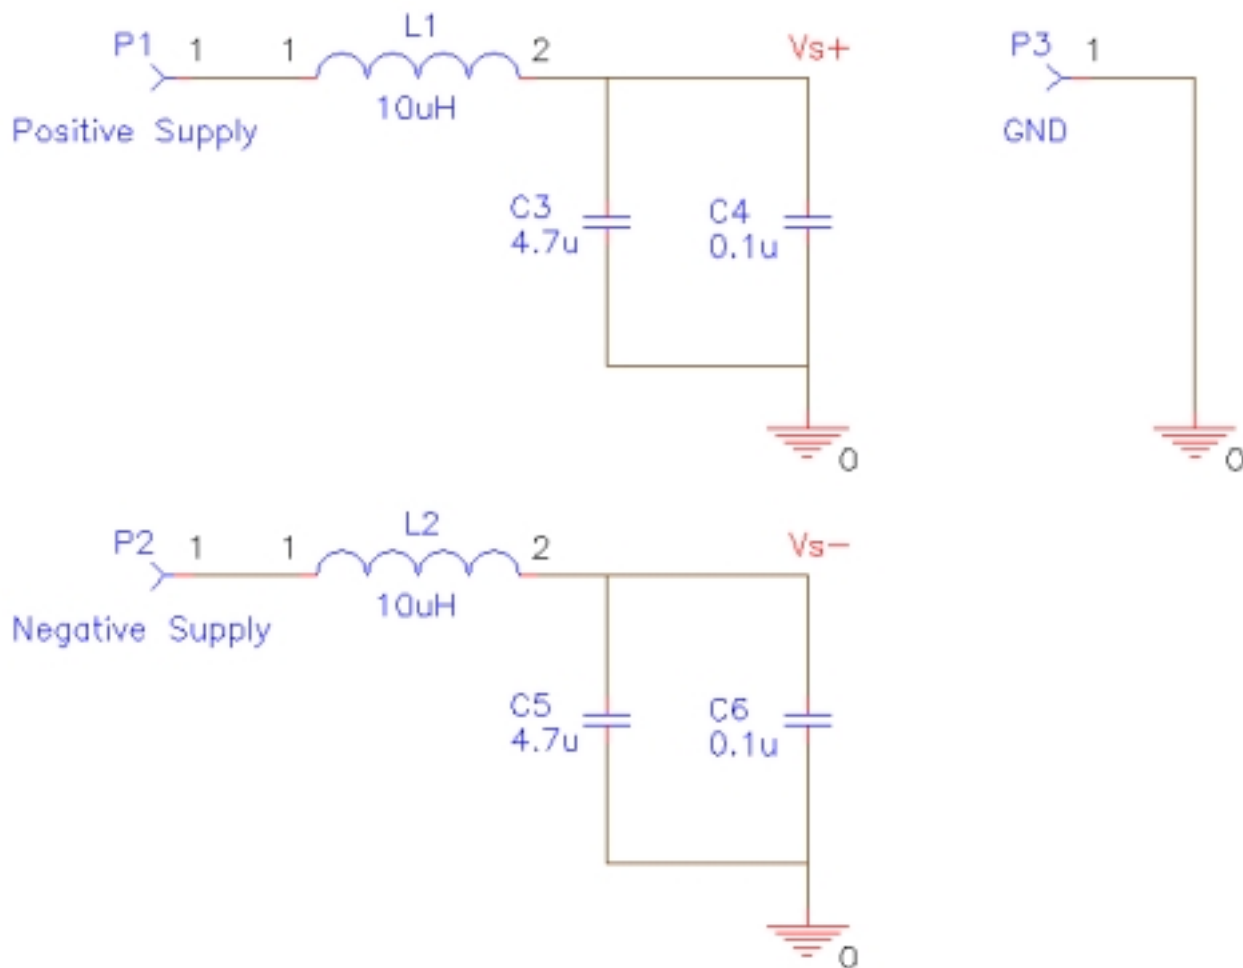 P1 1 1 L1 2 Vs+ P3 1
10uH
Positive Supply GND
C3 C4
4.7u 0.1u
0 0
P2 1 1 L2 2 Vs−
10uH
Negative Supply
C5 C6
4.7u 0.1u
0